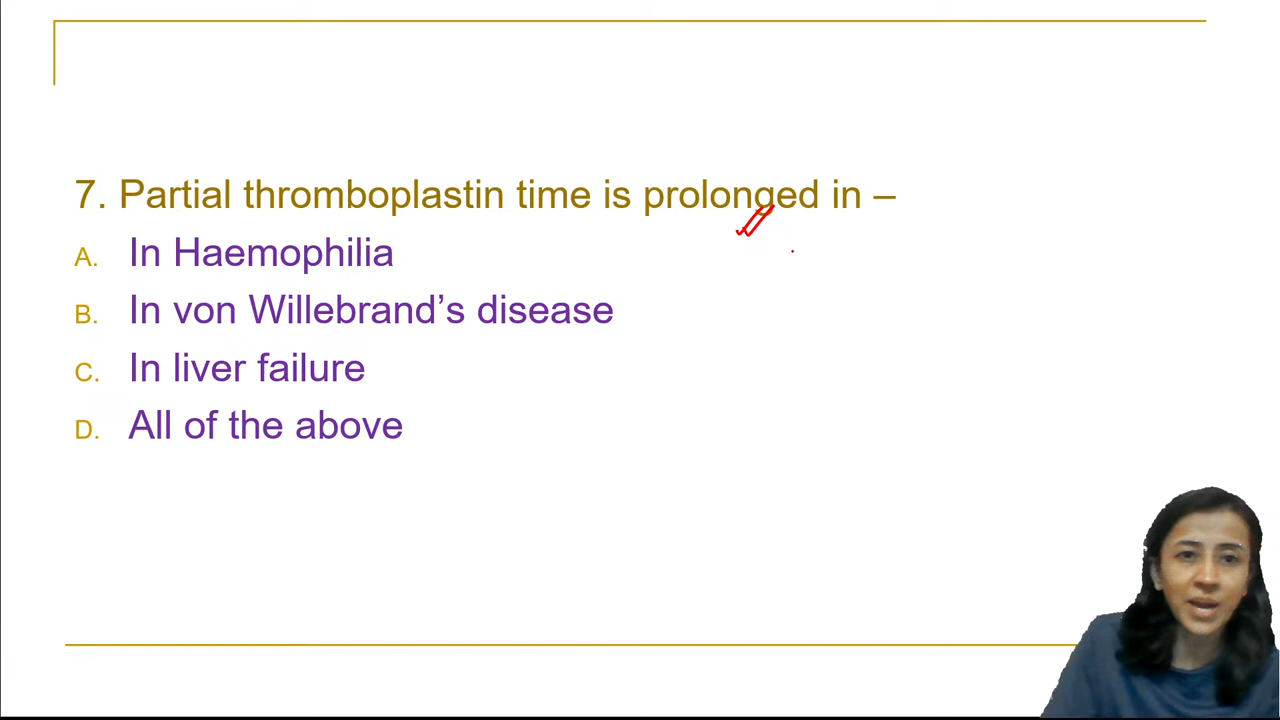 7. Partial thromboplastin time is prolonged in –
A. In Haemophilia
B. In von Willebrand’s disease
C. In liver failure
D. All of the above